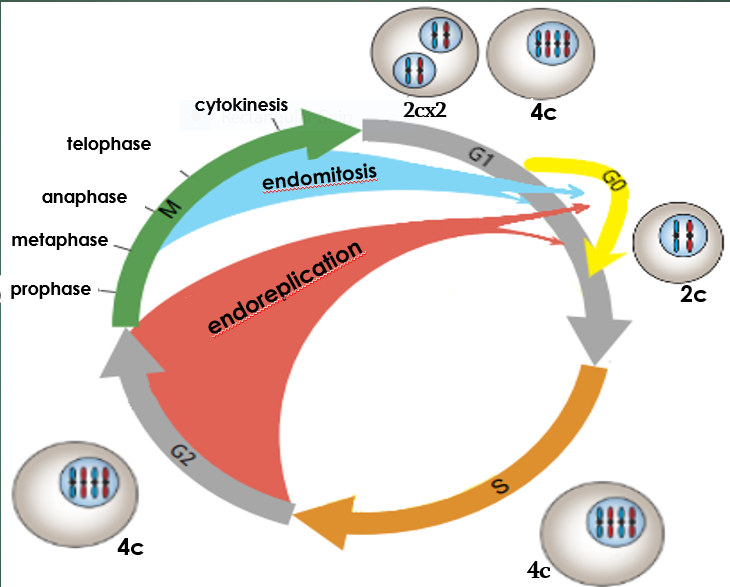 2cx2
4c
cytokinesis
telophase
anaphase
metaphase
prophase
M
endomitosis
G1
G0
2c
endoreplication
G2
S
4c
4c